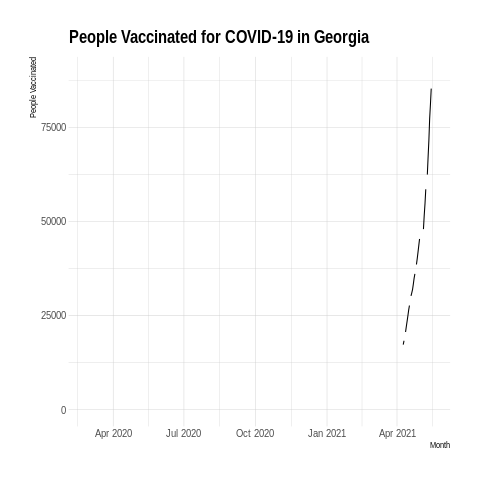 People Vaccinated for COVID-19 in Georgia
People Vaccinated
75000
50000
25000
0
Apr 2020 Jul 2020 Oct 2020 Jan 2021 Apr 2021
Month